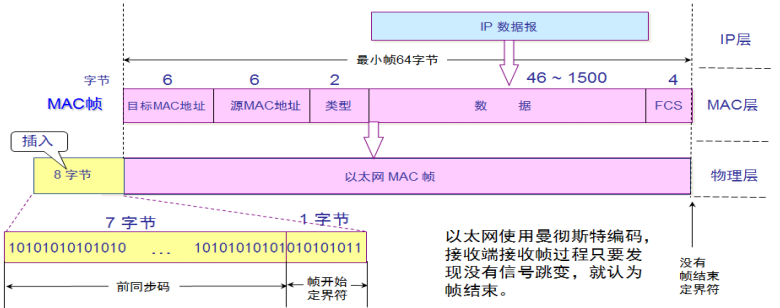 IP 数据报
IP层
最小帧64字节
字节
6
6
2
46 ~ 1500
4
MAC帧
目标MAC地址
源MAC地址
类型
数 据
FCS
MAC层
插入
8 字节
以太网 MAC 帧
物理层
7 字节
1 字节
10101010101010 ... 10101010101010101011
前同步码
帧开始
定界符
以太网使用曼彻斯特编码，
接收端接收帧过程只要发
现没有信号跳变，就认为
帧结束。
没有
帧结束
定界符